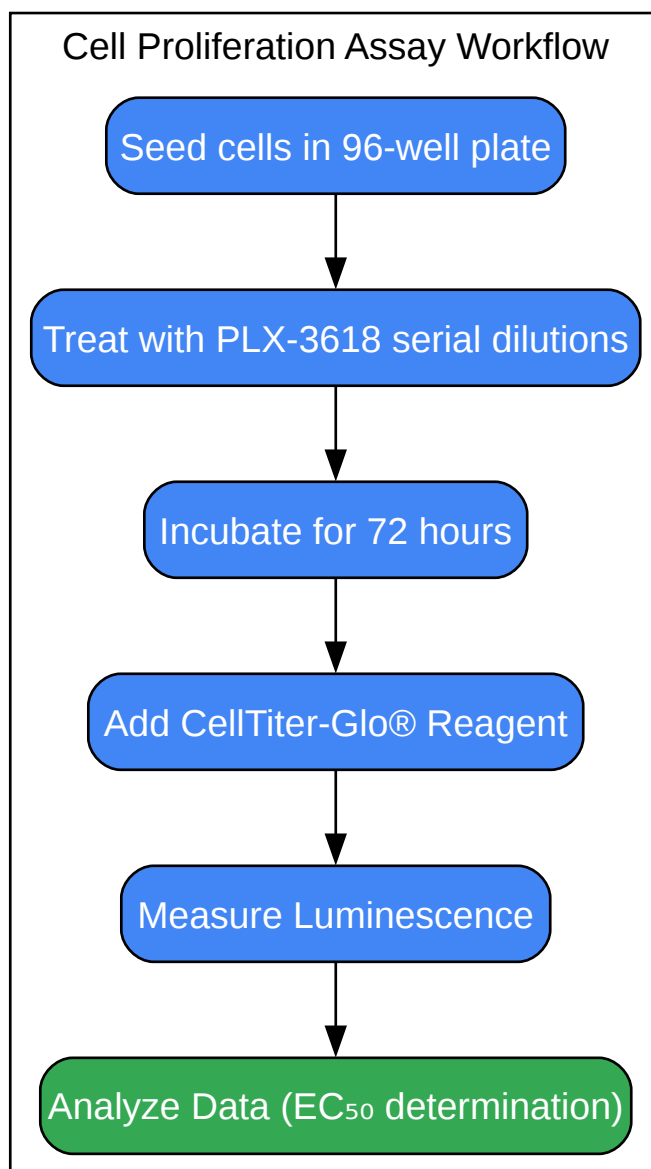 Cell Proliferation Assay Workflow
Seed cells in 96-well plate
Treat with PLX-3618 serial dilutions
Incubate for 72 hours
Add CellTiter-Glo® Reagent
Measure Luminescence
Analyze Data (EC₅₀ determination)